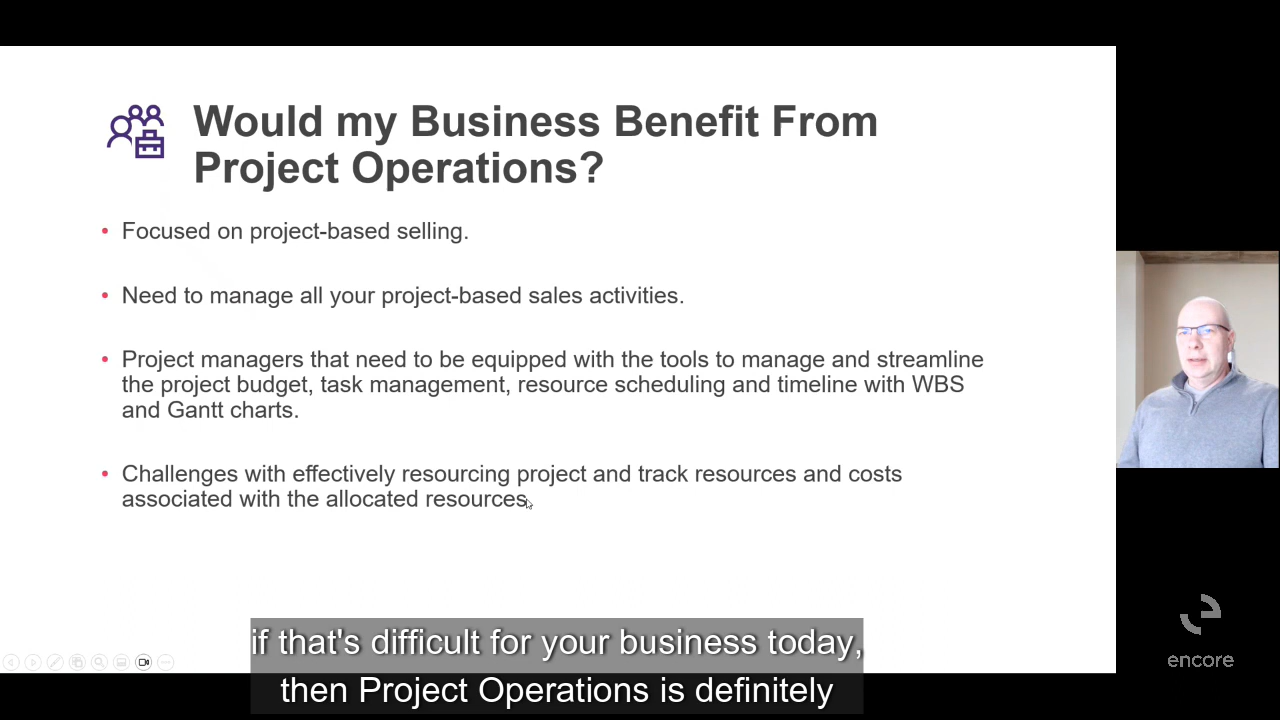 Would my Business Benefit From
Project Operations?
• Focused on project-based selling.
• Need to manage all your project-based sales activities.
• Project managers that need to be equipped with the tools to manage and streamline
the project budget, task management, resource scheduling and timeline with WBS
and Gantt charts.
• Challenges with effectively resourcing project and track resources and costs
associated with the allocated resources.
if that's difficult for your business today,
then Project Operations is definitely
encore